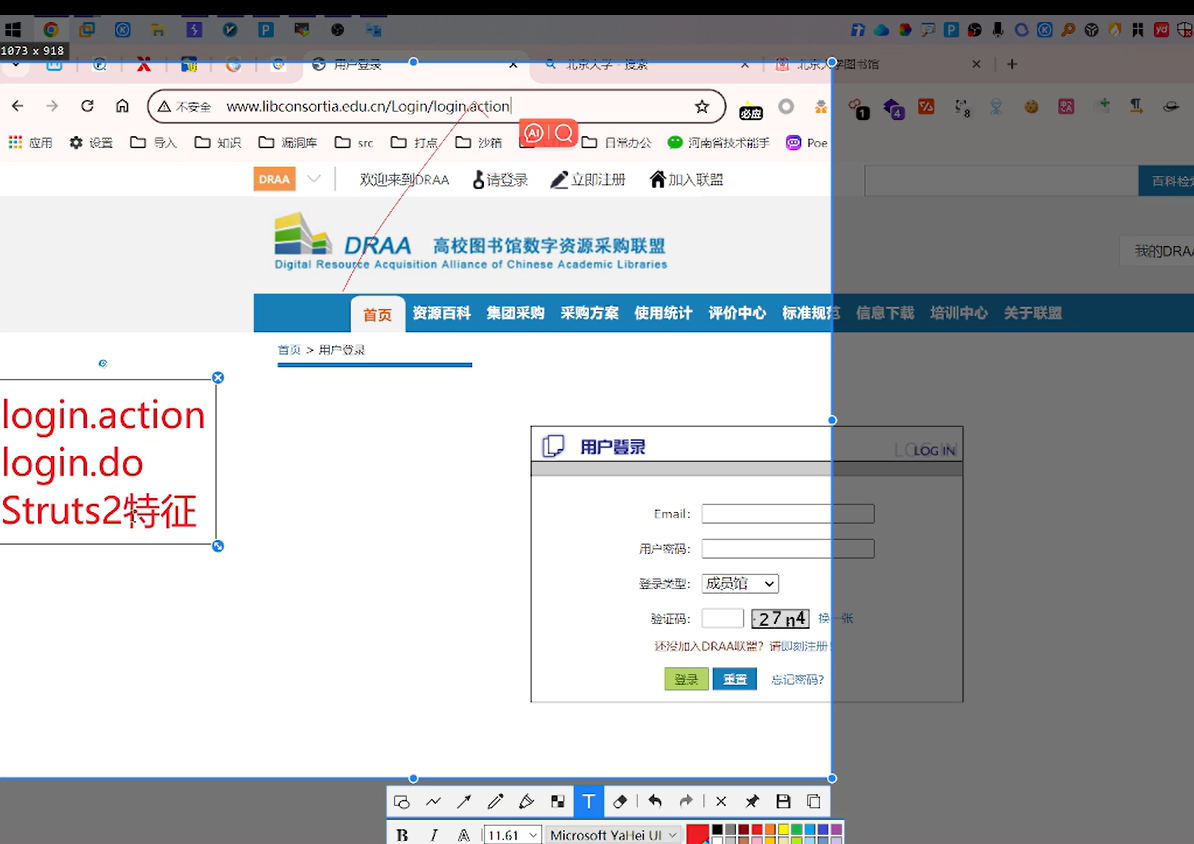 1073 x 918
用户登录
北京大学 - 搜索
北京大学图书馆
不安全 www.libconsortia.edu.cn/Login/login.action
必应
1
4
8
应用 设置 导入 知识 漏洞库 src 打点 沙箱 日常办公 河南省技术能手 Poe
AI
DRAA 欢迎来到DRAA 请登录 立即注册 加入联盟
DRAA 高校图书馆数字资源采购联盟
Digital Resource Acquisition Alliance of Chinese Academic Libraries
我的DRAA
首页 资源百科 集团采购 采购方案 使用统计 评价中心 标准规范 信息下载 培训中心 关于联盟
首页 > 用户登录
login.action
login.do
Struts2特征
用户登录 LOG IN
Email:
用户密码:
登录类型: 成员馆
验证码: 27n4 换一张
还没加入DRAA联盟? 请即刻注册!
登录 重置 忘记密码?
T
B I A 11.61 Microsoft YaHei UI